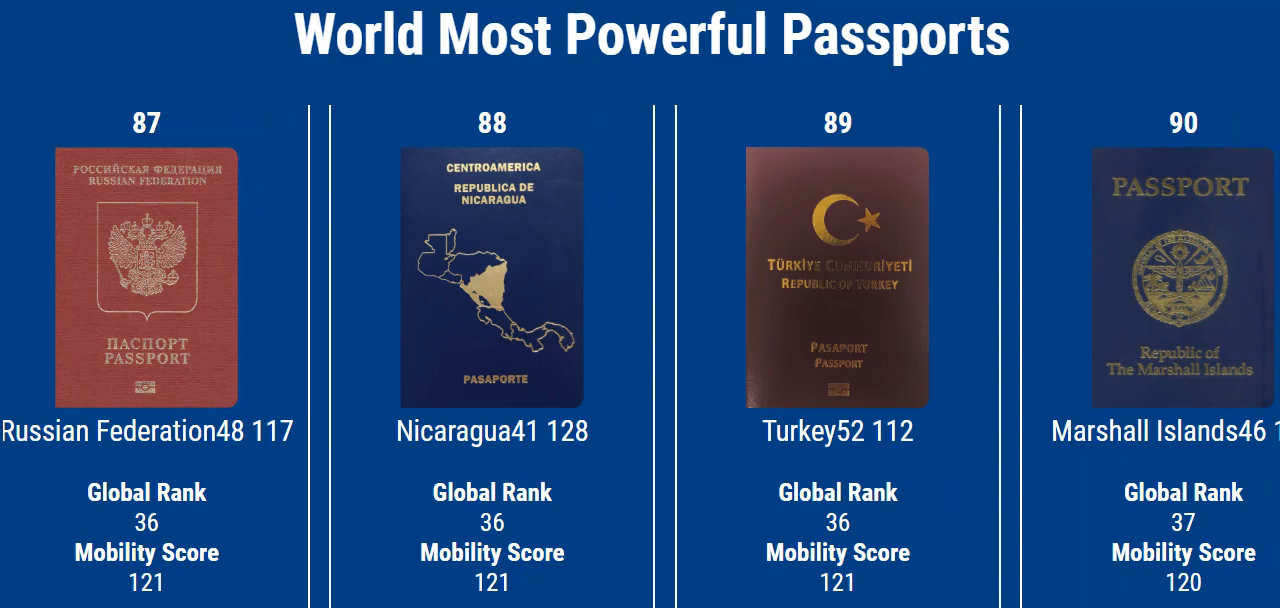 World Most Powerful Passports
87
РОССИЙСКАЯ ФЕДЕРАЦИЯ
RUSSIAN FEDERATION
ПАСПОРТ
PASSPORT
Russian Federation48 117
Global Rank
36
Mobility Score
121
88
CENTROAMERICA
REPUBLICA DE
NICARAGUA
PASAPORTE
Nicaragua41 128
Global Rank
36
Mobility Score
121
89
TÜRKİYE CUMHURİYETİ
REPUBLIC OF TURKEY
PASAPORT
PASSPORT
Turkey52 112
Global Rank
36
Mobility Score
121
90
PASSPORT
Republic of
The Marshall Islands
Marshall Islands46
Global Rank
37
Mobility Score
120